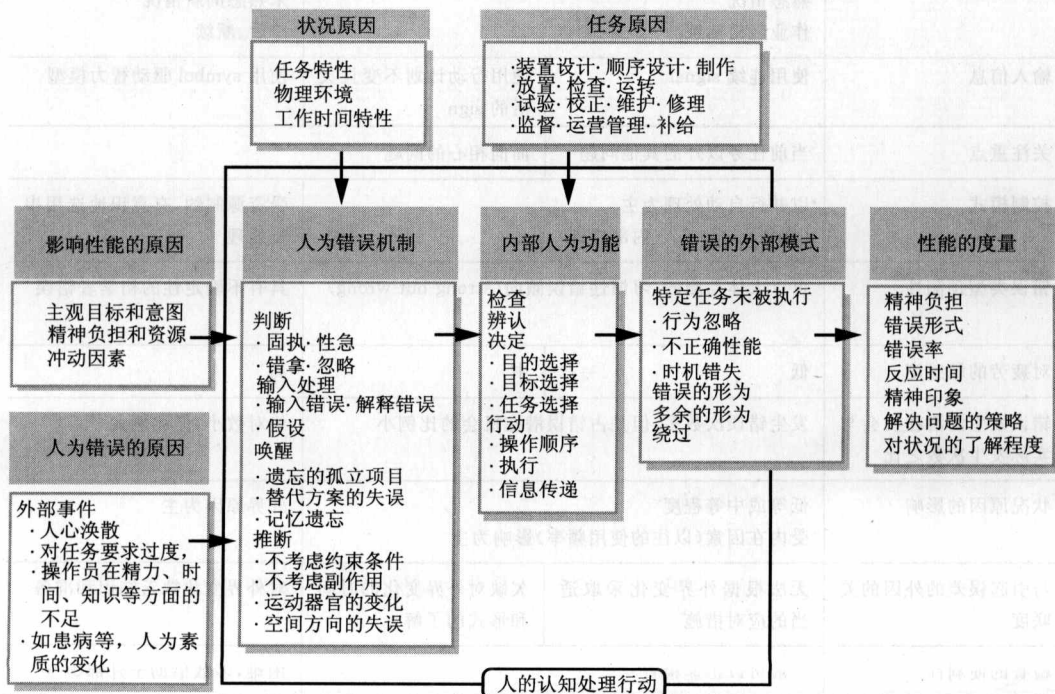 状况原因
任务特性
物理环境
工作时间特性
任务原因
·装置设计·顺序设计·制作
·放置·检查·运转
·试验·校正·维护·修理
·监督·运营管理·补给
影响性能的原因
主观目标和意图
精神负担和资源
冲动因素
人为错误的原因
外部事件
·人心涣散
·对任务要求过度，
操作员在精力、时
间、知识等方面的
不足
·如患病等，人为素
质的变化
人为错误机制
判断
·固执·性急
·错拿·忽略
输入处理
·输入错误·解释错误
·假设
唤醒
·遗忘的孤立项目
·替代方案的失误
·记忆遗忘
推断
·不考虑约束条件
·不考虑副作用
·运动器官的变化
·空间方向的失误
内部人为功能
检查
辨认
决定
·目的选择
·目标选择
·任务选择
行动
·操作顺序
·执行
·信息传递
错误的外部模式
特定任务未被执行
·行为忽略
·不正确性能
·时机错失
错误的形为
多余的形为
绕过
性能的度量
精神负担
错误形式
错误率
反应时间
精神印象
解决问题的策略
对状况的了解程度
人的认知处理行动